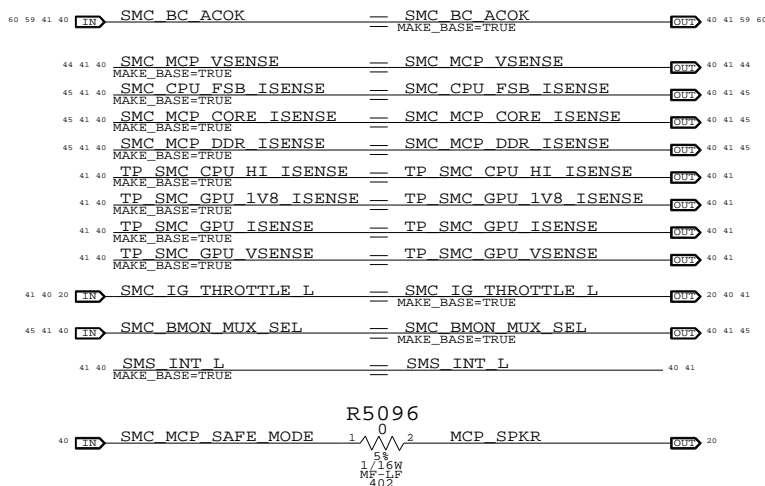 60 59 41 40 IN SMC_BC_ACOK SMC_BC_ACOK OUT 40 41 59 60
MAKE_BASE=TRUE
44 41 40 SMC_MCP_VSENSE SMC_MCP_VSENSE OUT 40 41 44
MAKE_BASE=TRUE
45 41 40 SMC_CPU_FSB_ISENSE SMC_CPU_FSB_ISENSE OUT 40 41 45
MAKE_BASE=TRUE
45 41 40 SMC_MCP_CORE_ISENSE SMC_MCP_CORE_ISENSE OUT 40 41 45
MAKE_BASE=TRUE
45 41 40 SMC_MCP_DDR_ISENSE SMC_MCP_DDR_ISENSE OUT 40 41 45
MAKE_BASE=TRUE
41 40 TP_SMC_CPU_HI_ISENSE TP_SMC_CPU_HI_ISENSE OUT 40 41
MAKE_BASE=TRUE
41 40 TP_SMC_GPU_1V8_ISENSE TP_SMC_GPU_1V8_ISENSE OUT 40 41
MAKE_BASE=TRUE
41 40 TP_SMC_GPU_ISENSE TP_SMC_GPU_ISENSE OUT 40 41
MAKE_BASE=TRUE
41 40 TP_SMC_GPU_VSENSE TP_SMC_GPU_VSENSE OUT 40 41
MAKE_BASE=TRUE
41 40 20 IN SMC_IG_THROTTLE_L SMC_IG_THROTTLE_L OUT 20 40 41
MAKE_BASE=TRUE
45 41 40 IN SMC_BMON_MUX_SEL SMC_BMON_MUX_SEL OUT 40 41 45
MAKE_BASE=TRUE
41 40 SMS_INT_L SMS_INT_L 40 41
MAKE_BASE=TRUE
R5096
0
40 IN SMC_MCP_SAFE_MODE 1 2 MCP_SPKR OUT 20
5%
1/16W
MF-LF
402